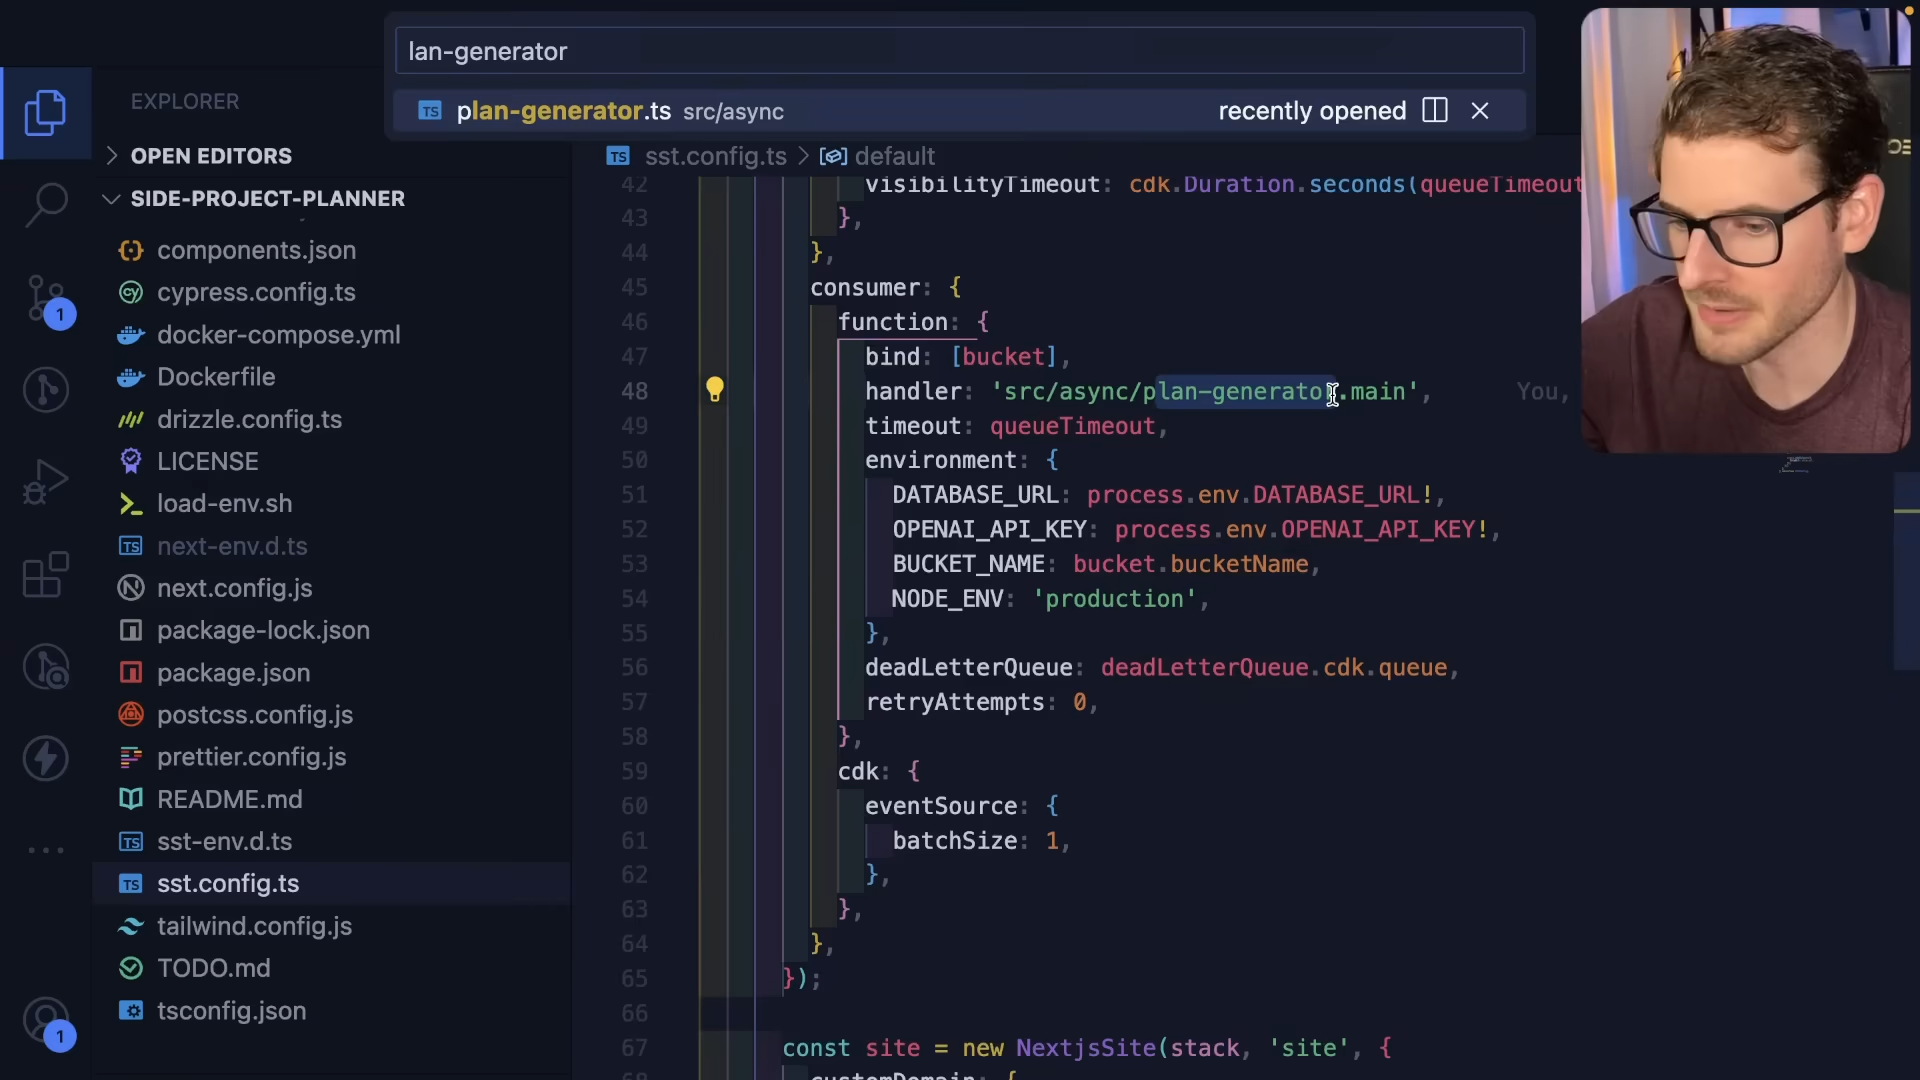 lan-generator
plan-generator.ts src/async recently opened
EXPLORER
OPEN EDITORS
SIDE-PROJECT-PLANNER
components.json
cypress.config.ts
docker-compose.yml
Dockerfile
drizzle.config.ts
LICENSE
load-env.sh
next-env.d.ts
next.config.js
package-lock.json
package.json
postcss.config.js
prettier.config.js
README.md
sst-env.d.ts
sst.config.ts
tailwind.config.js
TODO.md
tsconfig.json
1
1
sst.config.ts > default
42 visibilityTimeout: cdk.Duration.seconds(queueTimeout
43 },
44 },
45 consumer: {
46 function: {
47 bind: [bucket],
48 handler: 'src/async/plan-generator.main', You,
49 timeout: queueTimeout,
50 environment: {
51 DATABASE_URL: process.env.DATABASE_URL!,
52 OPENAI_API_KEY: process.env.OPENAI_API_KEY!,
53 BUCKET_NAME: bucket.bucketName,
54 NODE_ENV: 'production',
55 },
56 deadLetterQueue: deadLetterQueue.cdk.queue,
57 retryAttempts: 0,
58 },
59 cdk: {
60 eventSource: {
61 batchSize: 1,
62 },
63 },
64 },
65 });
66
67 const site = new NextjsSite(stack, 'site', {
customDomain: {